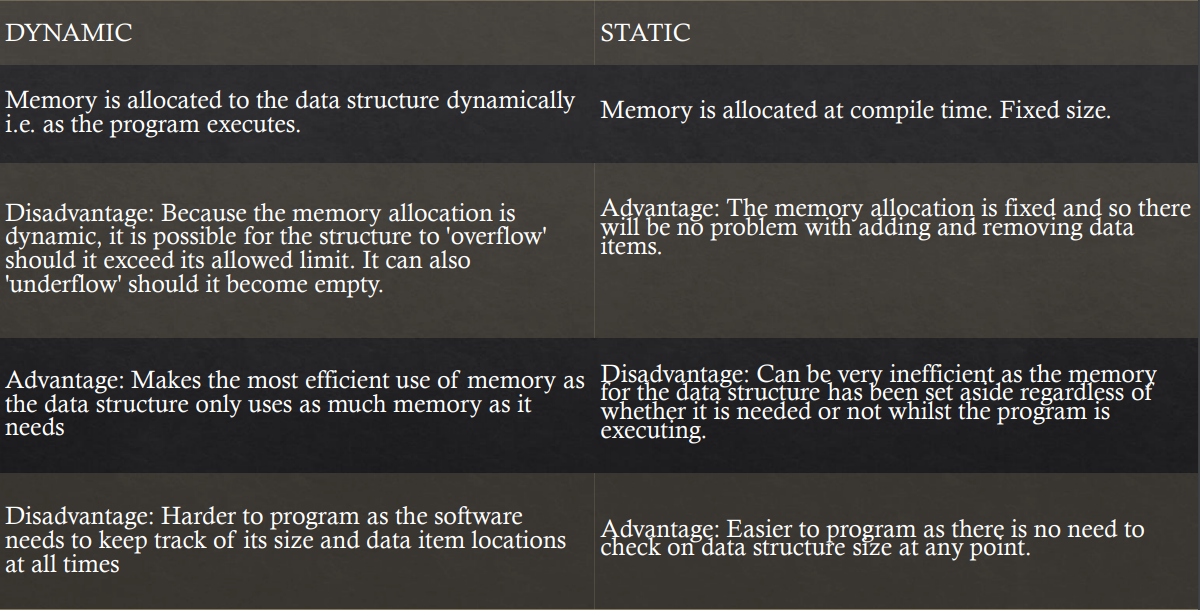 DYNAMIC
STATIC
Memory is allocated to the data structure dynamically
i.e. as the program executes.
Memory is allocated at compile time. Fixed size.
Disadvantage: Because the memory allocation is
dynamic, it is possible for the structure to 'overflow'
should it exceed its allowed limit. It can also
'underflow' should it become empty.
Advantage: The memory allocation is fixed and so there
will be no problem with adding and removing data
items.
Advantage: Makes the most efficient use of memory as
the data structure only uses as much memory as it
needs
Disadvantage: Can be very inefficient as the memory
for the data structure has been set aside regardless of
whether it is needed or not whilst the program is
executing.
Disadvantage: Harder to program as the software
needs to keep track of its size and data item locations
at all times
Advantage: Easier to program as there is no need to
check on data structure size at any point.